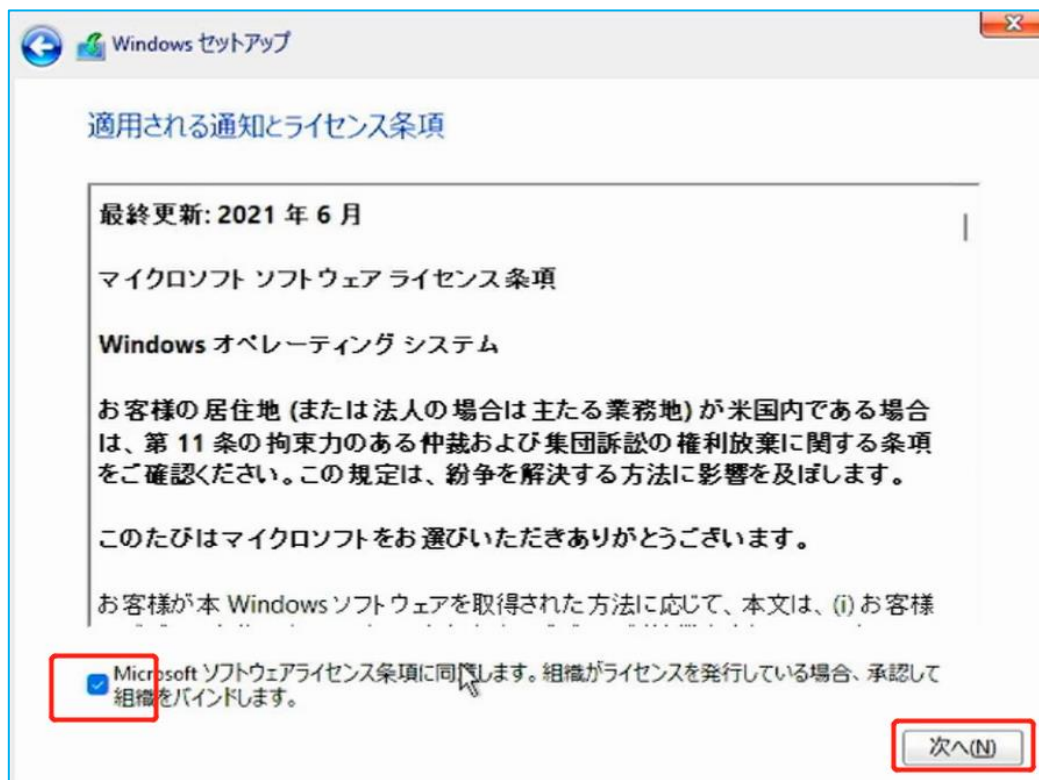 Windows セットアップ
適用される通知とライセンス条項
最終更新: 2021 年 6 月
マイクロソフト ソフトウェア ライセンス条項
Windows オペレーティング システム
お客様の居住地 (または法人の場合は主たる業務地) が米国内である場合
は、第 11 条の拘束力のある仲裁および集団訴訟の権利放棄に関する条項
をご確認ください。この規定は、紛争を解決する方法に影響を及ぼします。
このたびはマイクロソフトをお選びいただきありがとうございます。
お客様が本 Windows ソフトウェアを取得された方法に応じて、本文は、(i) お客様
Microsoft ソフトウェアライセンス条項に同意します。組織がライセンスを発行している場合、承認して
組織をバインドします。
次へ(N)